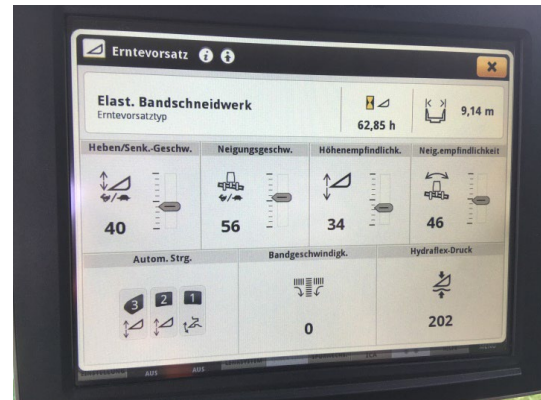 Erntevorsatz
Elast. Bandschneidwerk
Erntevorsatztyp
62,85 h
9,14 m
Heben/Senk.-Geschw.
Neigungsgeschw.
Höhenempfindlichk.
Neig.empfindlichkeit
40
56
34
46
Autom. Strg.
Bandgeschwindigk.
Hydraflex-Druck
3 2 1
0
202
AUS AUS